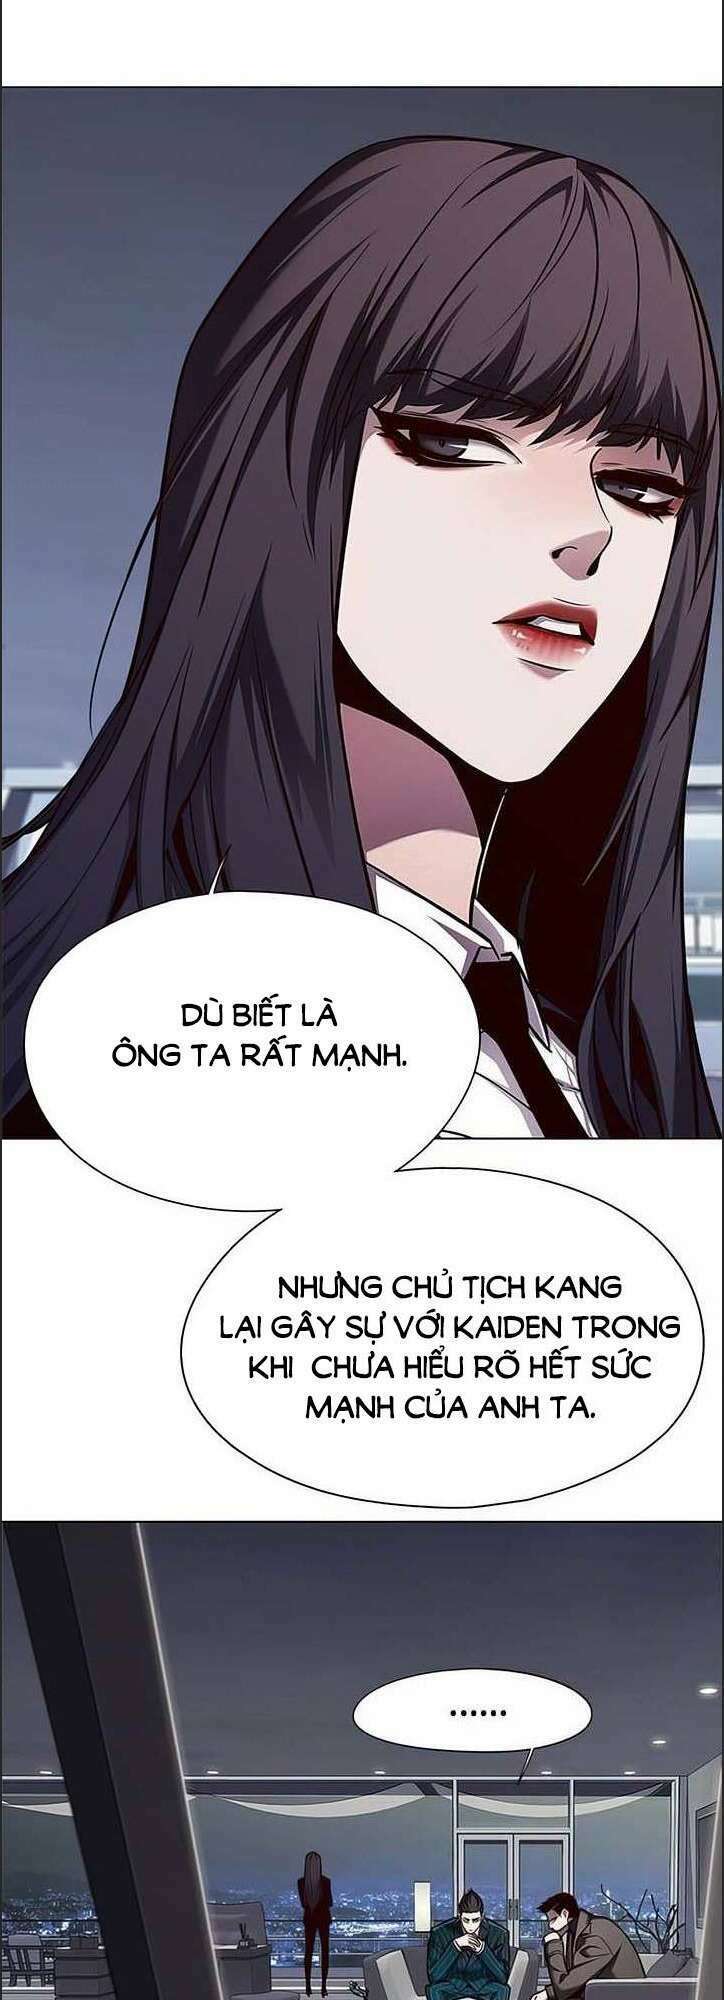 DÙ BIẾT LÀ
ÔNG TA RẤT MẠNH.
NHƯNG CHỦ TỊCH KANG
LẠI GÂY SỰ VỚI KAIDEN TRONG
KHI CHƯA HIỂU RÕ HẾT SỨC
MẠNH CỦA ANH TA.
......